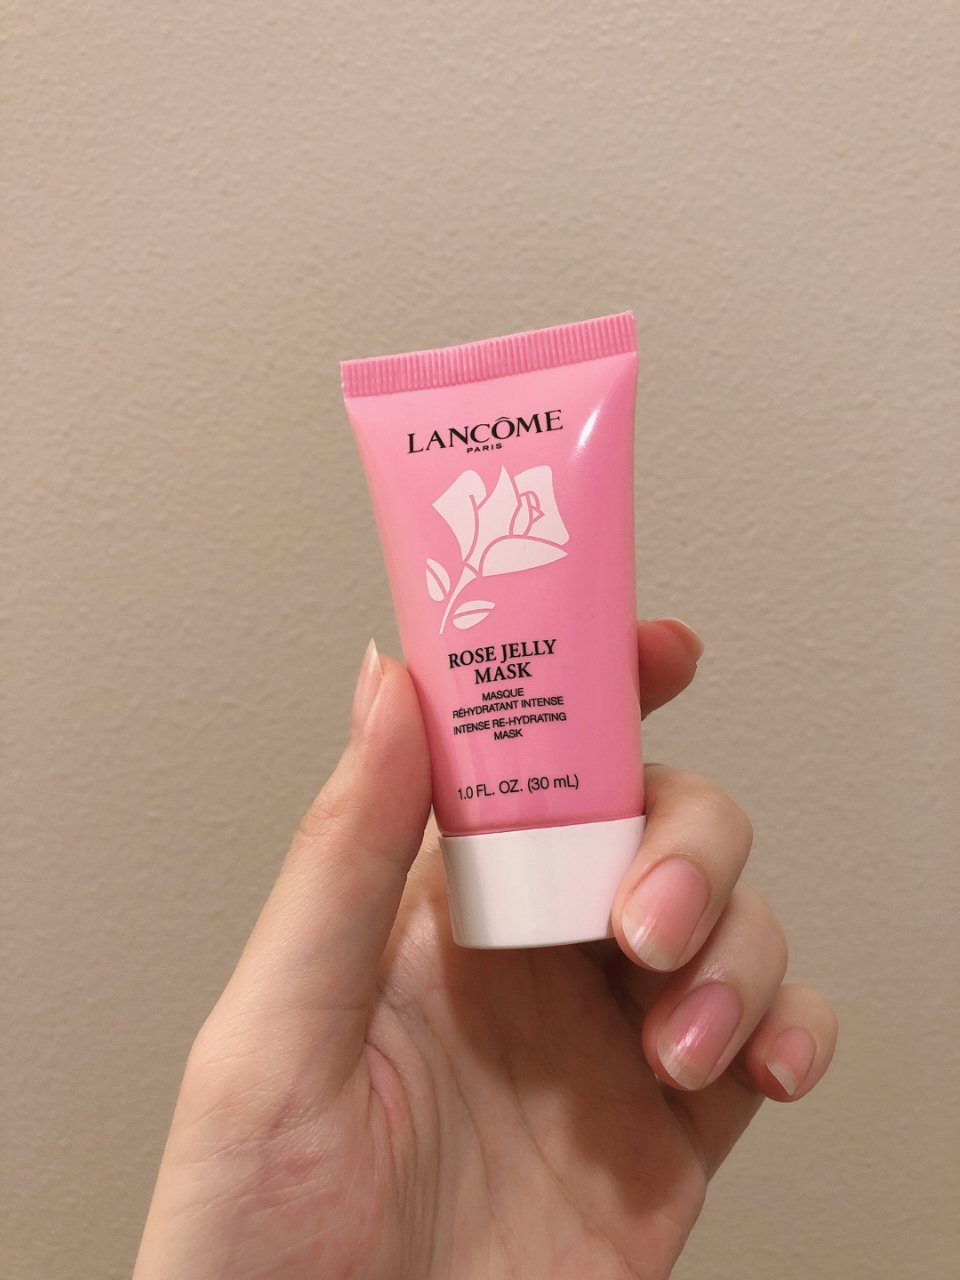 LANCÔME
PARIS
ROSE JELLY
MASK
MASQUE
RÉHYDRATANT INTENSE
INTENSE RE-HYDRATING
MASK
1.0 FL. OZ. (30 mL)